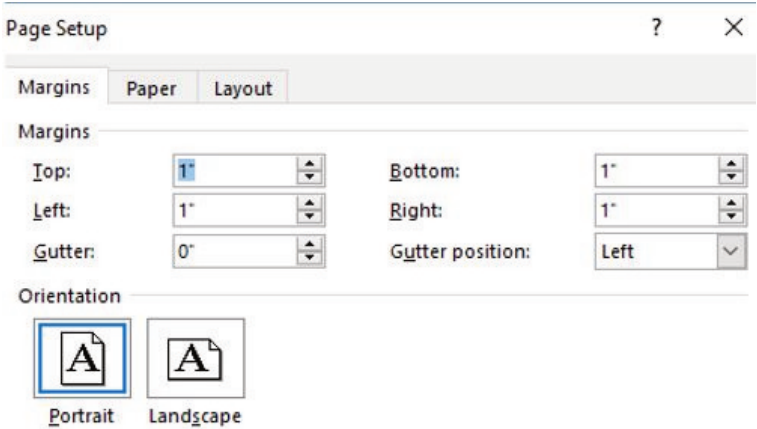 Page Setup ? ×
Margins Paper Layout
Margins
Top: 1" Bottom: 1"
Left: 1" Right: 1"
Gutter: 0" Gutter position: Left
Orientation
A A
Portrait Landscape